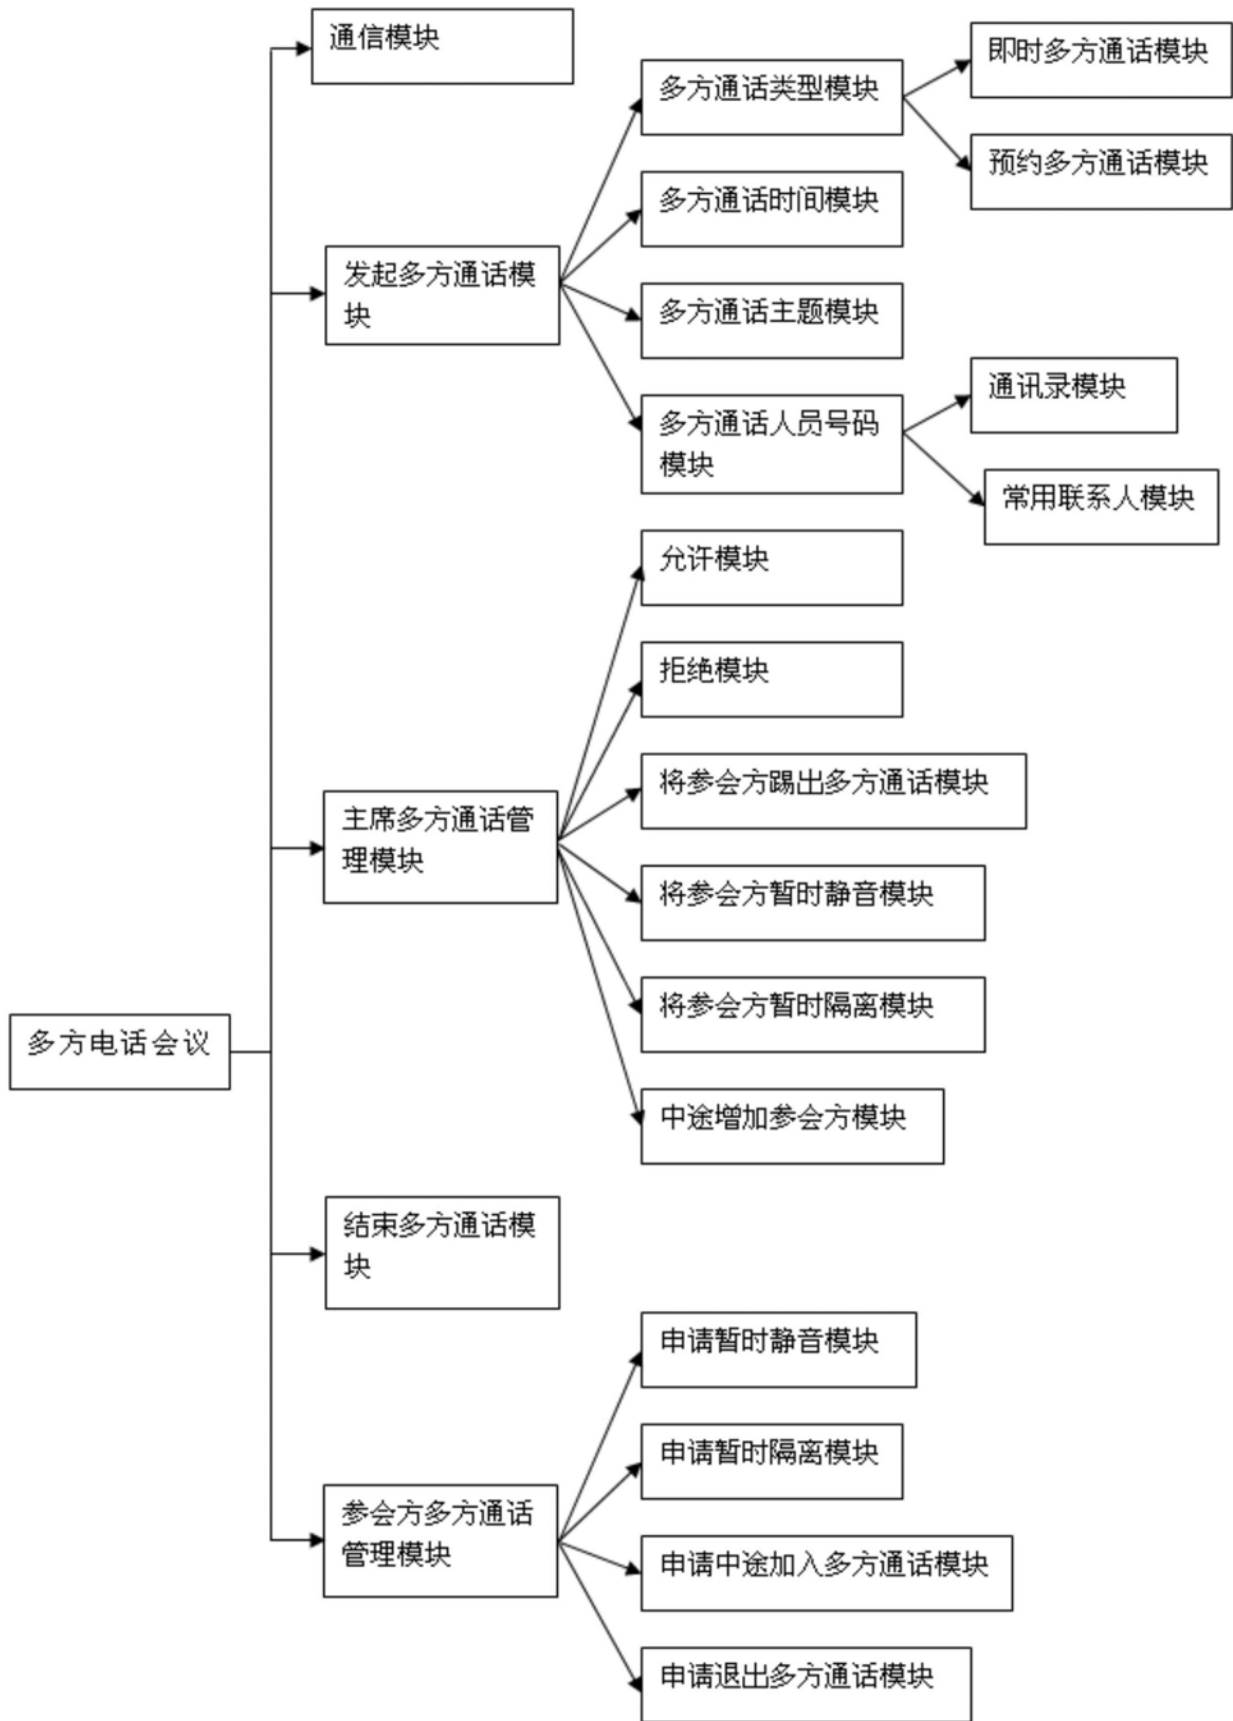 通信模块
即时多方通话模块
多方通话类型模块
预约多方通话模块
多方通话时间模块
发起多方通话模
块
多方通话主题模块
通讯录模块
多方通话人员号码
模块
常用联系人模块
允许模块
拒绝模块
将参会方踢出多方通话模块
主席多方通话管
理模块
将参会方暂时静音模块
将参会方暂时隔离模块
多方电话会议
中途增加参会方模块
结束多方通话模
块
申请暂时静音模块
申请暂时隔离模块
参会方多方通话
管理模块
申请中途加入多方通话模块
申请退出多方通话模块